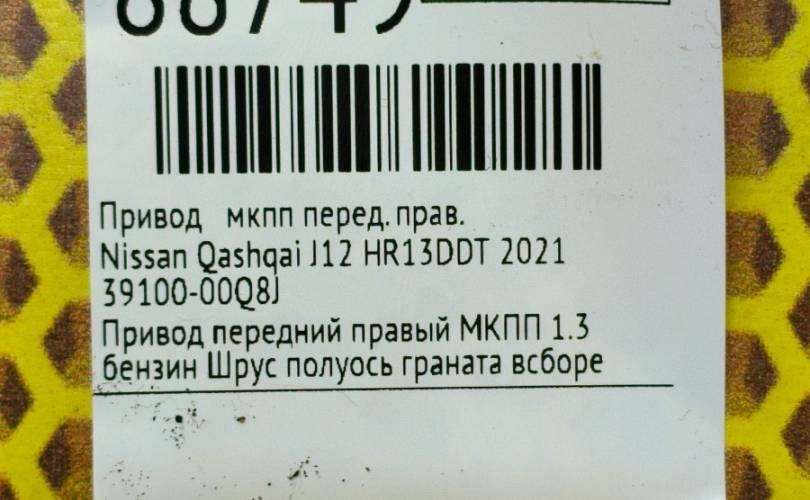 Привод мкпп перед. прав.
Nissan Qashqai J12 HR13DDT 2021
39100-00Q8J
Привод передний правый МКПП 1.3
бензин Шрус полуось граната всборе